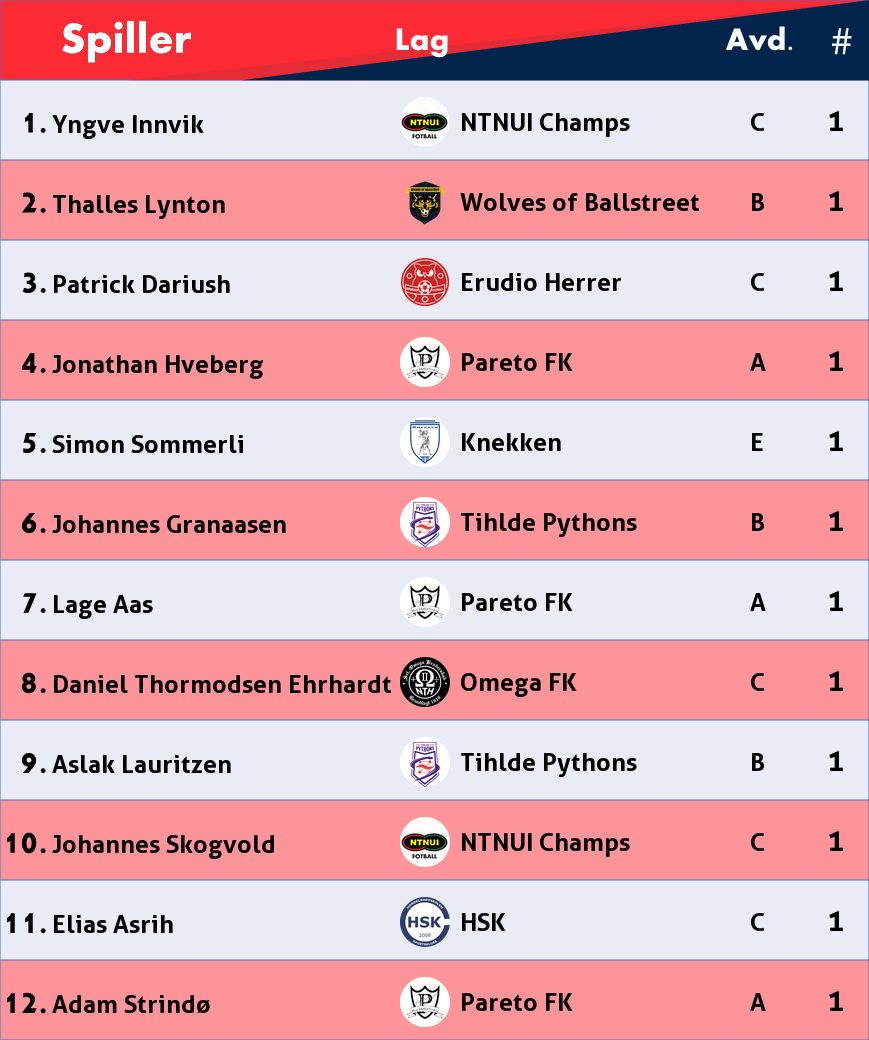 Spiller Lag Avd. #
1. Yngve Innvik NTNUI FOTBALL NTNUI Champs C 1
2. Thalles Lynton Wolves of Ballstreet B 1
3. Patrick Dariush Erudio Herrer C 1
4. Jonathan Hveberg P Pareto FK A 1
5. Simon Sommerli Knekken E 1
6. Johannes Granaasen PYTHONS Tihlde Pythons B 1
7. Lage Aas P Pareto FK A 1
8. Daniel Thormodsen Ehrhardt NTH Omega FK C 1
9. Aslak Lauritzen PYTHONS Tihlde Pythons B 1
10. Johannes Skogvold NTNUI FOTBALL NTNUI Champs C 1
11. Elias Asrih HSK 2008 HSK C 1
12. Adam Strindø P Pareto FK A 1